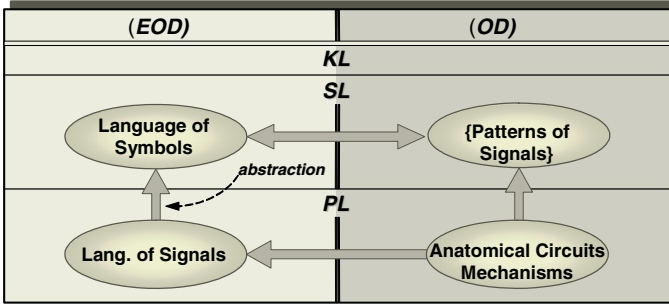 (EOD)
(OD)
KL
SL
Language of
Symbols
{Patterns of
Signals}
abstraction
PL
Lang. of Signals
Anatomical Circuits
Mechanisms